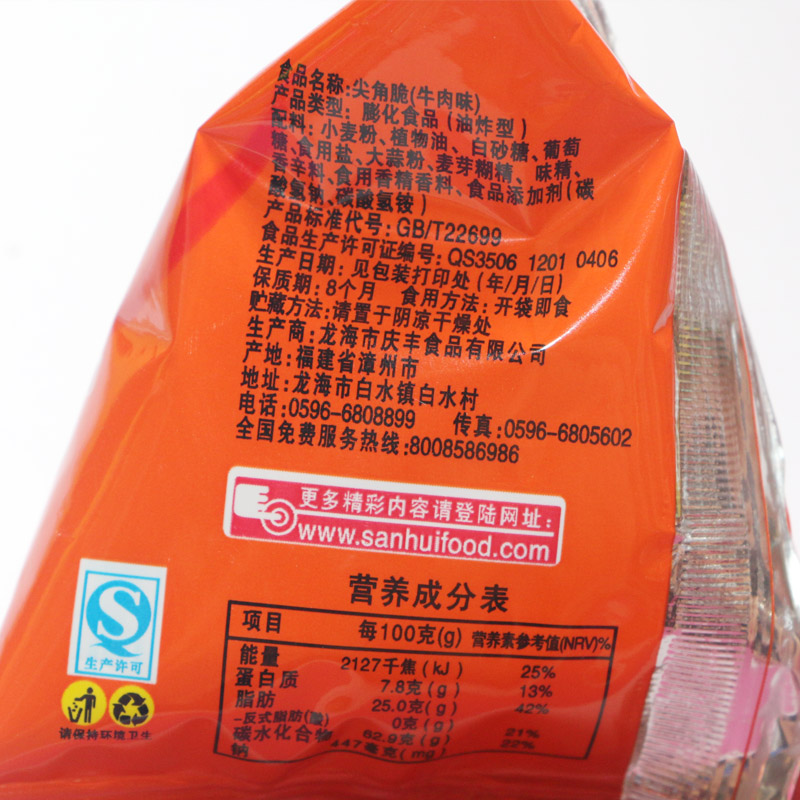 食品名称:尖角脆(牛肉味)
产品类型: 膨化食品 (油炸型)
配料: 小麦粉、植物油、白砂糖、葡萄
糖、食用盐、大蒜粉、麦芽糊精、味精、
香辛料、食用香精香料、食品添加剂(碳
酸氢钠、碳酸氢铵)
产品标准代号: GB/T22699
食品生产许可证编号: QS3506 1201 0406
生产日期: 见包装打印处 (年/月/日)
保质期: 8个月 食用方法: 开袋即食
贮藏方法: 请置于阴凉干燥处
生产商: 龙海市庆丰食品有限公司
产地: 福建省漳州市
地址: 龙海市白水镇白水村
电话:0596-6808899 传真:0596-6805602
全国免费服务热线:8008586986
更多精彩内容请登陆网址:
www.sanhuifood.com
营养成分表
项目 每100克(g) 营养素参考值(NRV)%
能量 2127千焦(kJ) 25%
蛋白质 7.8克(g) 13%
脂肪 25.0克(g) 42%
-反式脂肪(酸) 0克(g)
碳水化合物 62.9克(g) 21%
钠 447毫克(mg) 22%
S
生产许可
请保持环境卫生